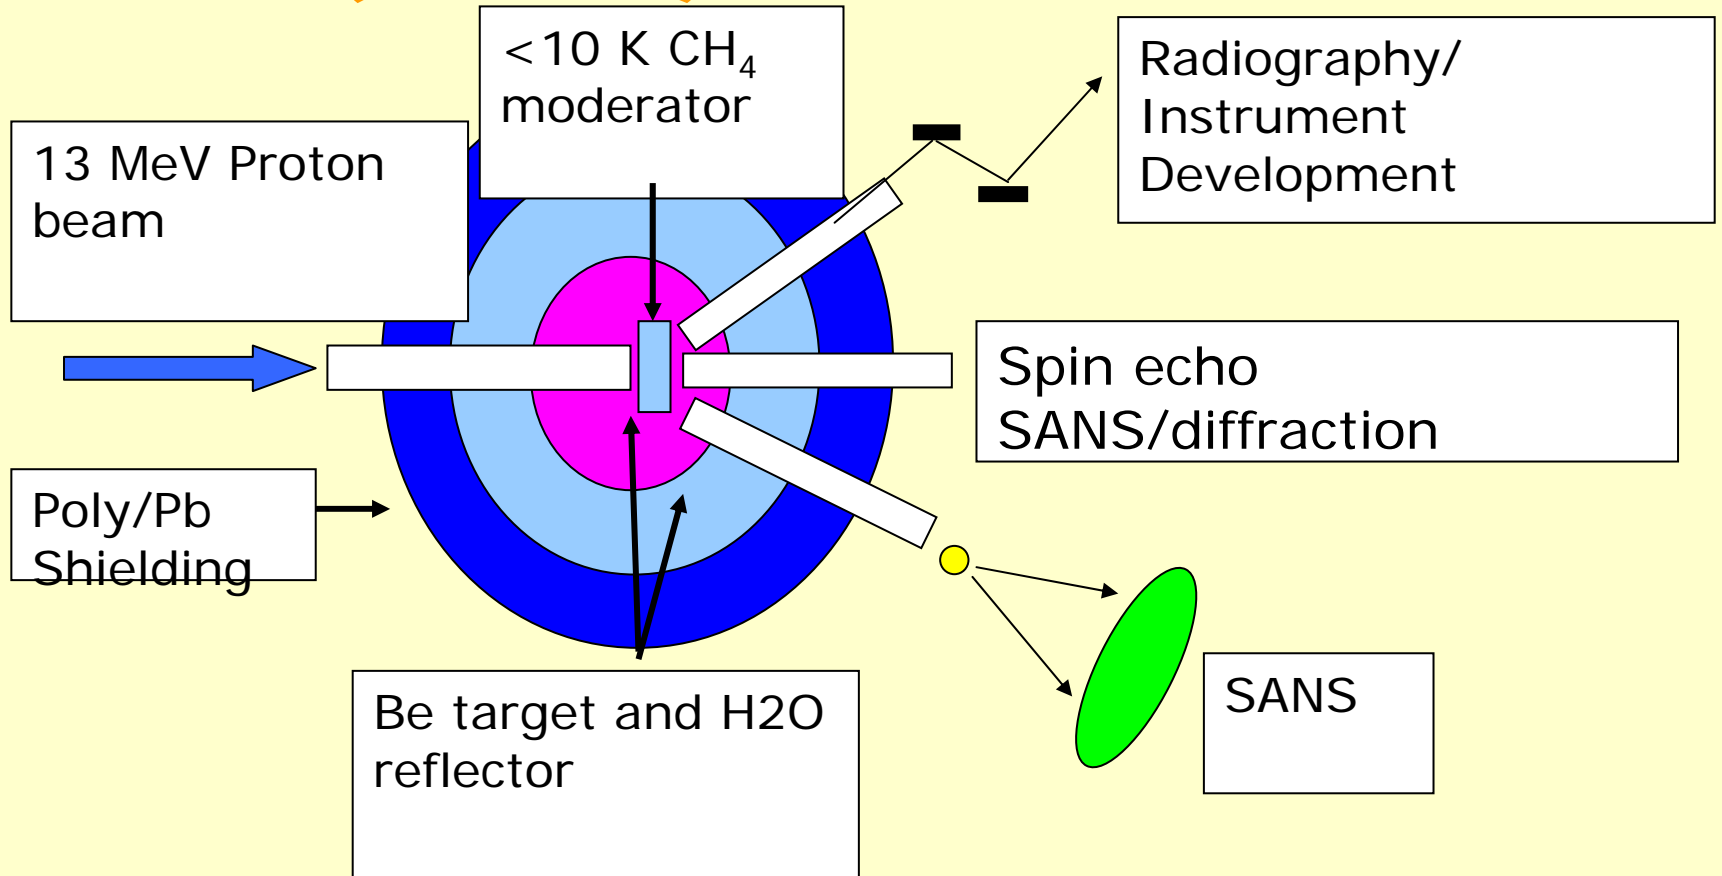 <10 K CH₄
moderator
Radiography/
Instrument
Development
13 MeV Proton
beam
Spin echo
SANS/diffraction
Poly/Pb
Shielding
Be target and H2O
reflector
SANS